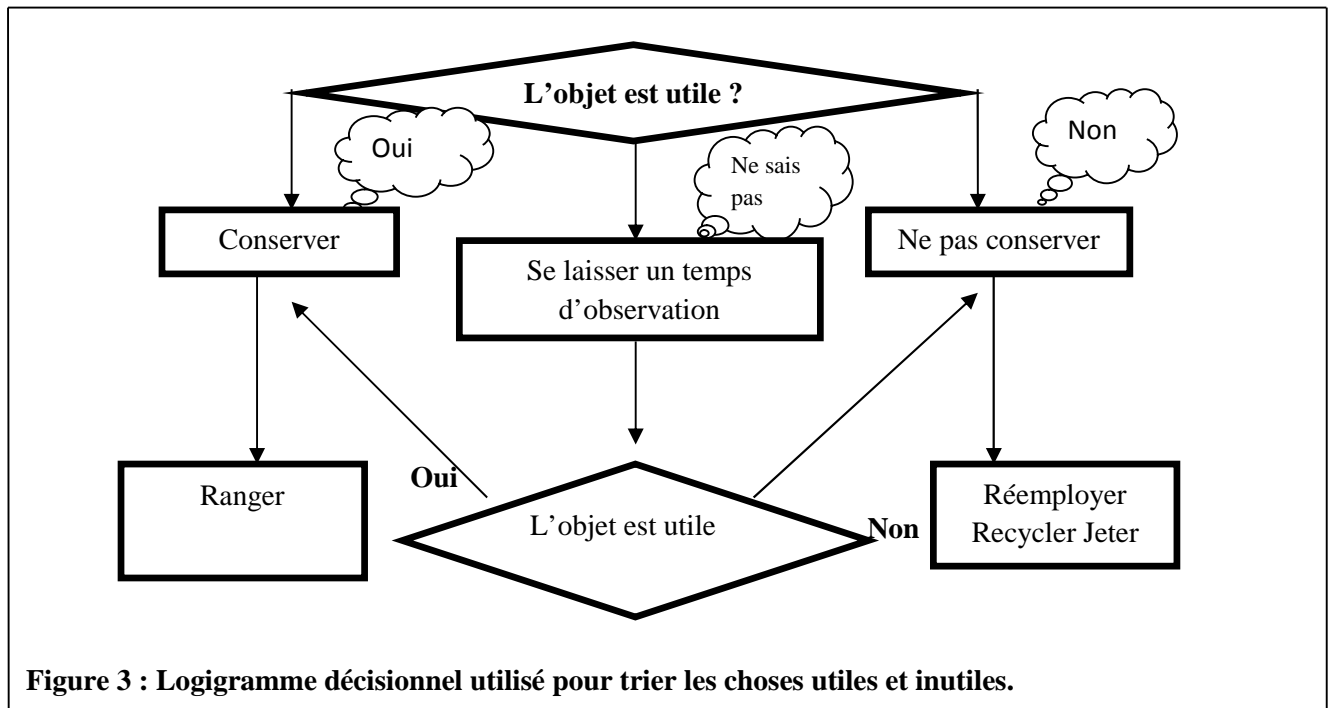 L’objet est utile ?
Oui
Ne sais
pas
Non
Conserver
Se laisser un temps
d’observation
Ne pas conserver
Ranger
Oui
L’objet est utile
Non
Réemployer
Recycler Jeter
Figure 3 : Logigramme décisionnel utilisé pour trier les choses utiles et inutiles.